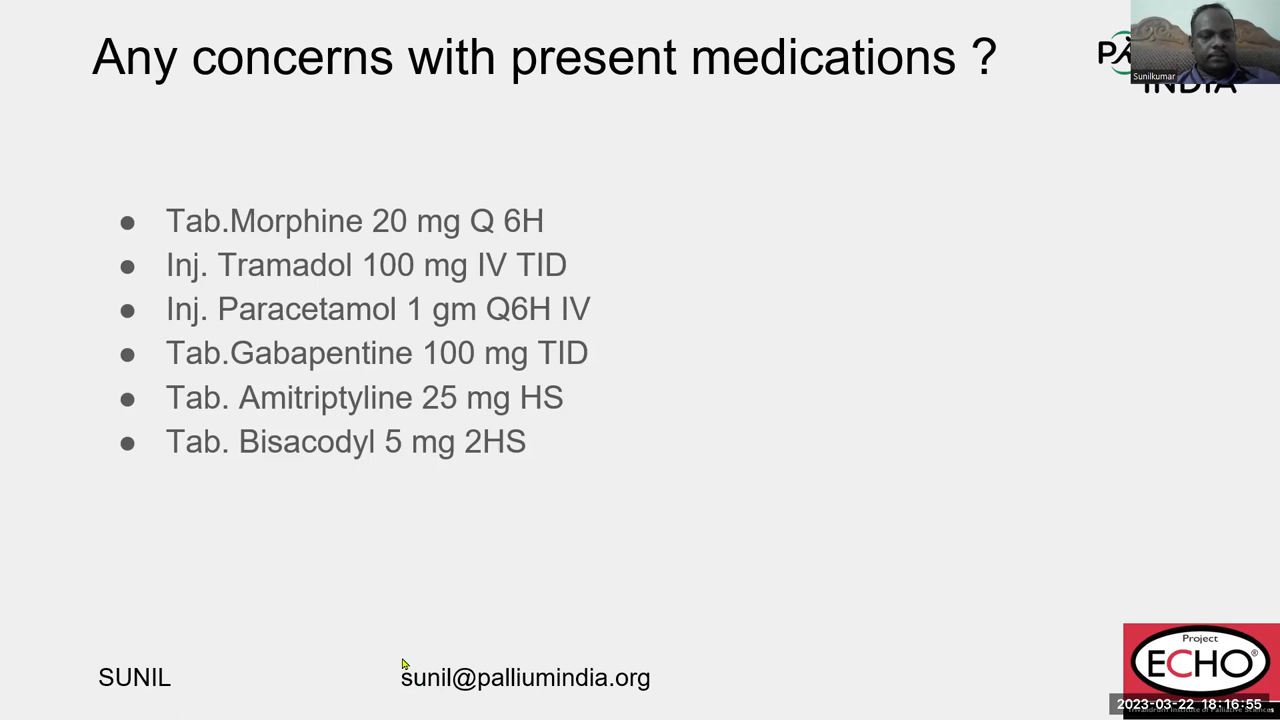 Any concerns with present medications ?
Sunilkumar
INDIA
● Tab.Morphine 20 mg Q 6H
● Inj. Tramadol 100 mg IV TID
● Inj. Paracetamol 1 gm Q6H IV
● Tab.Gabapentine 100 mg TID
● Tab. Amitriptyline 25 mg HS
● Tab. Bisacodyl 5 mg 2HS
SUNIL
sunil@palliumindia.org
Project
ECHO®
2023-03-22 18:16:55